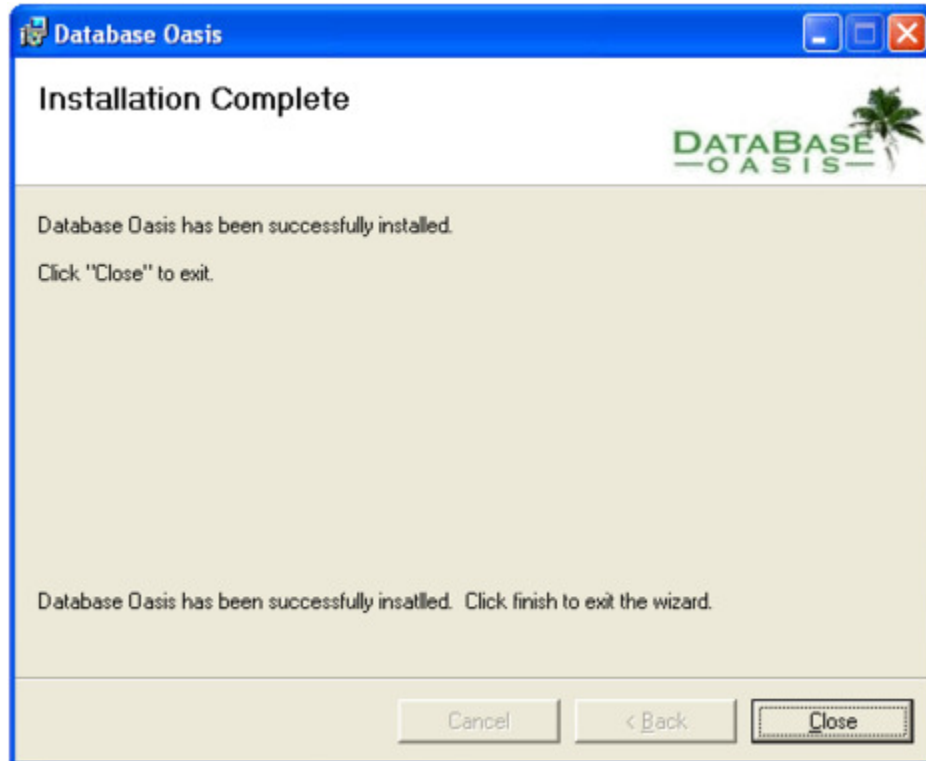 Database Oasis
Installation Complete
DATABASE
OASIS
Database Oasis has been successfully installed.
Click "Close" to exit.
Database Oasis has been successfully insatlled.  Click finish to exit the wizard.
Cancel
< Back
Close